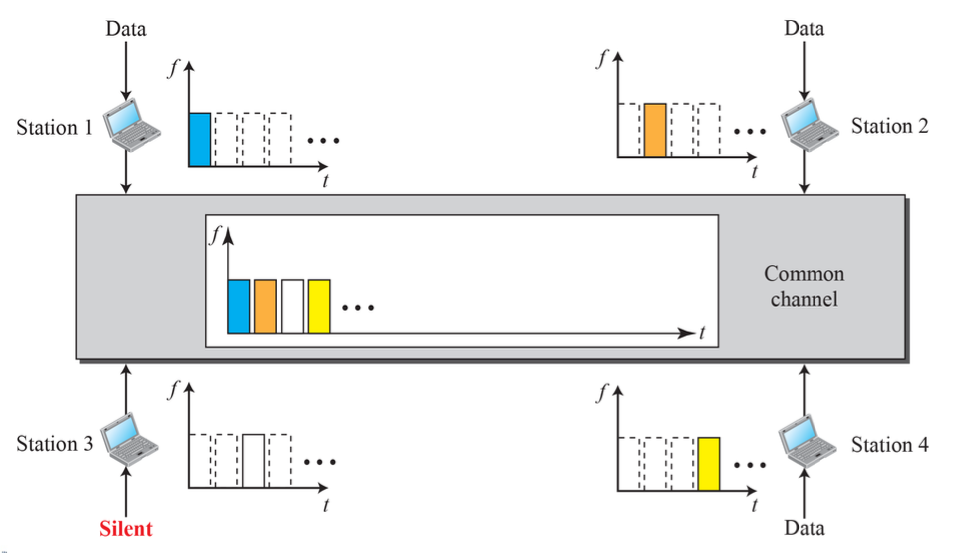 Data
Data
f
f
Station 1
Station 2
t
t
f
Common
channel
t
f
f
Station 3
Station 4
t
t
Silent
Data